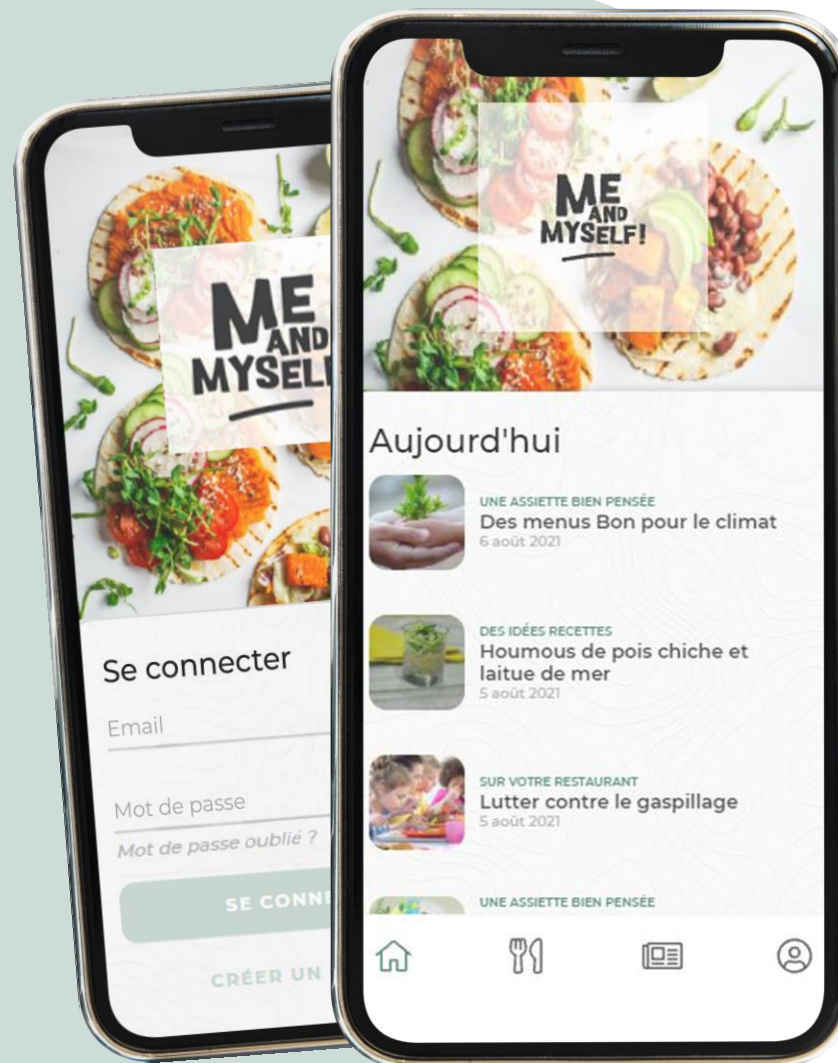 ME
AND
MYSEL
Se connecter
Email
Mot de passe
Mot de passe oublié ?
SE CONNE
CRÉER UN
ME
AND
MYSELF!
Aujourd'hui
UNE ASSIETTE BIEN PENSÉE
Des menus Bon pour le climat
6 août 2021
DES IDÉES RECETTES
Houmous de pois chiche et
laitue de mer
5 août 2021
SUR VOTRE RESTAURANT
Lutter contre le gaspillage
5 août 2021
UNE ASSIETTE BIEN PENSÉE